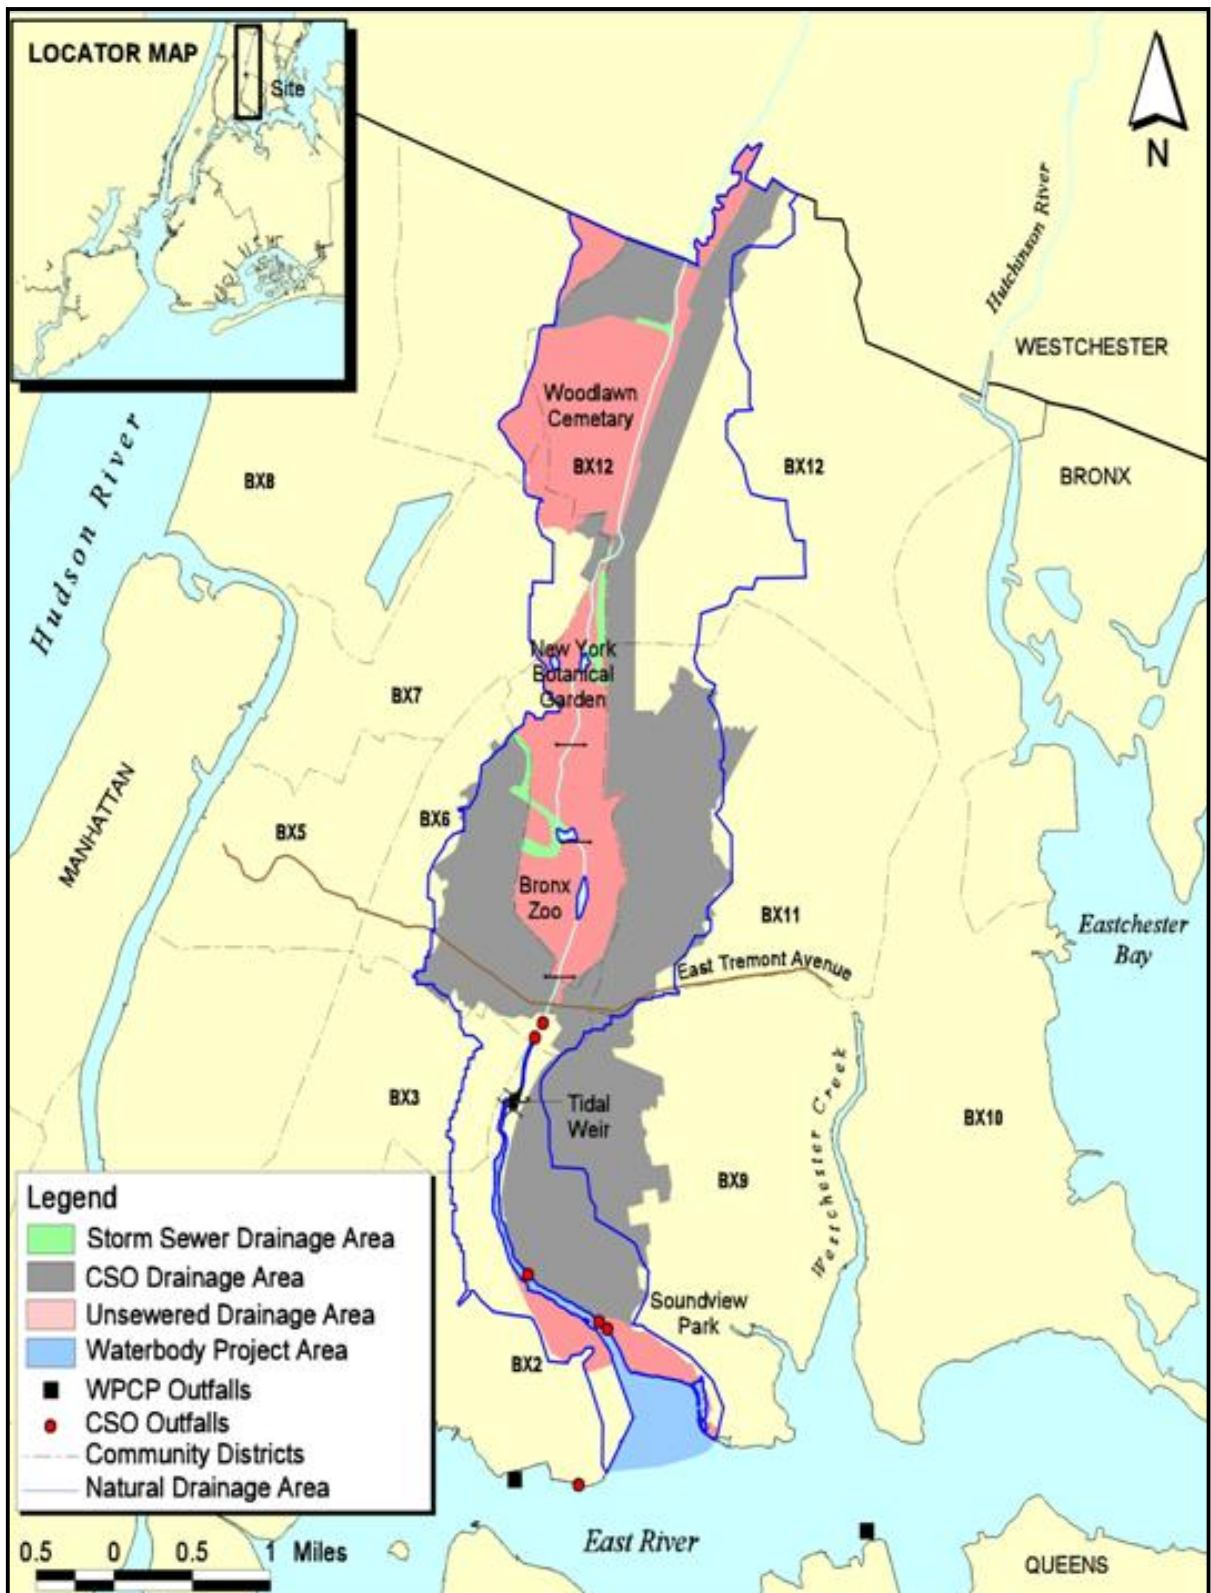 LOCATOR MAP
Site
N
Hutchinson River
WESTCHESTER
Woodlawn
Cemetary
BX12
BX12
BX8
BRONX
Hudson River
New York
Botanical
Garden
BX7
MANHATTAN
BX5
BX6
Bronx
Zoo
BX11
Eastchester
Bay
East Tremont Avenue
BX3
Tidal
Weir
Westchester Creek
BX10
BX9
Soundview
Park
BX2
Legend
Storm Sewer Drainage Area
CSO Drainage Area
Unsewered Drainage Area
Waterbody Project Area
WPCP Outfalls
CSO Outfalls
Community Districts
Natural Drainage Area
East River
QUEENS
0.5 0 0.5 1 Miles